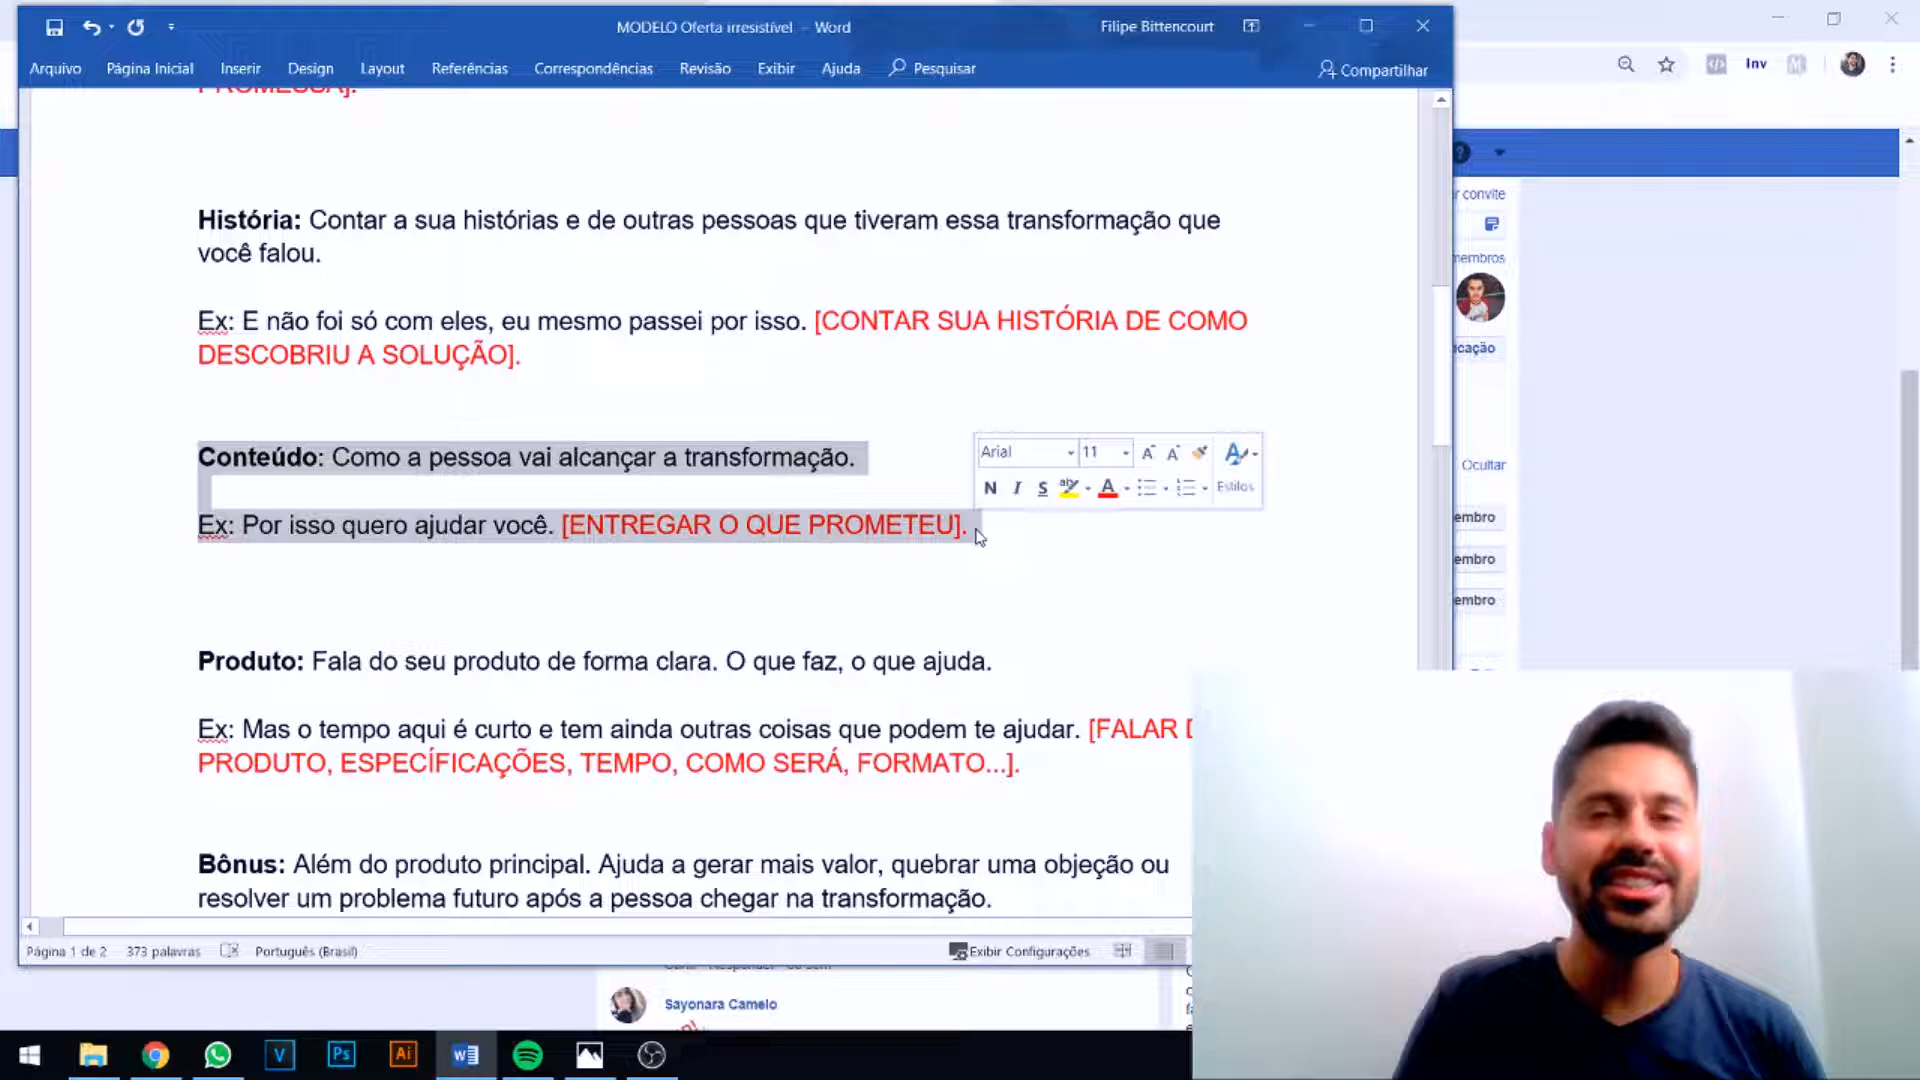 MODELO Oferta irresistível - Word
Filipe Bittencourt
Arquivo
Página Inicial
Inserir
Design
Layout
Referências
Correspondências
Revisão
Exibir
Ajuda
Pesquisar
Compartilhar
Inv
PROMESSA].
História: Contar a sua histórias e de outras pessoas que tiveram essa transformação que
você falou.
Ex: E não foi só com eles, eu mesmo passei por isso. [CONTAR SUA HISTÓRIA DE COMO
DESCOBRIU A SOLUÇÃO].
Conteúdo: Como a pessoa vai alcançar a transformação.
Arial
11
N I S
Estilos
Ex: Por isso quero ajudar você. [ENTREGAR O QUE PROMETEU].
Produto: Fala do seu produto de forma clara. O que faz, o que ajuda.
Ex: Mas o tempo aqui é curto e tem ainda outras coisas que podem te ajudar. [FALAR D
PRODUTO, ESPECÍFICAÇÕES, TEMPO, COMO SERÁ, FORMATO...].
Bônus: Além do produto principal. Ajuda a gerar mais valor, quebrar uma objeção ou
resolver um problema futuro após a pessoa chegar na transformação.
r convite
membros
icação
Ocultar
embro
embro
embro
Página 1 de 2
373 palavras
Português (Brasil)
Exibir Configurações
Sayonara Camelo
V
Ps
Ai